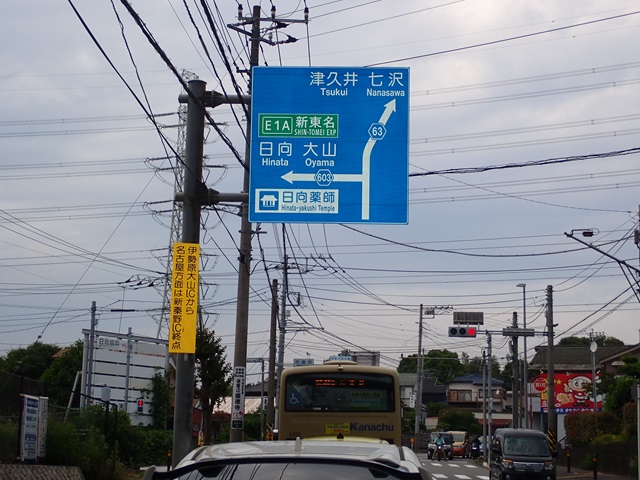 津久井 七沢
Tsukui Nanasawa
E1A 新東名
SHIN-TOMEI EXP
63
日向 大山
Hinata Oyama
603
日向薬師
Hinata-yakushi Temple
伊勢原大山ICから
名古屋方面は新秦野IC終点
Kanachu